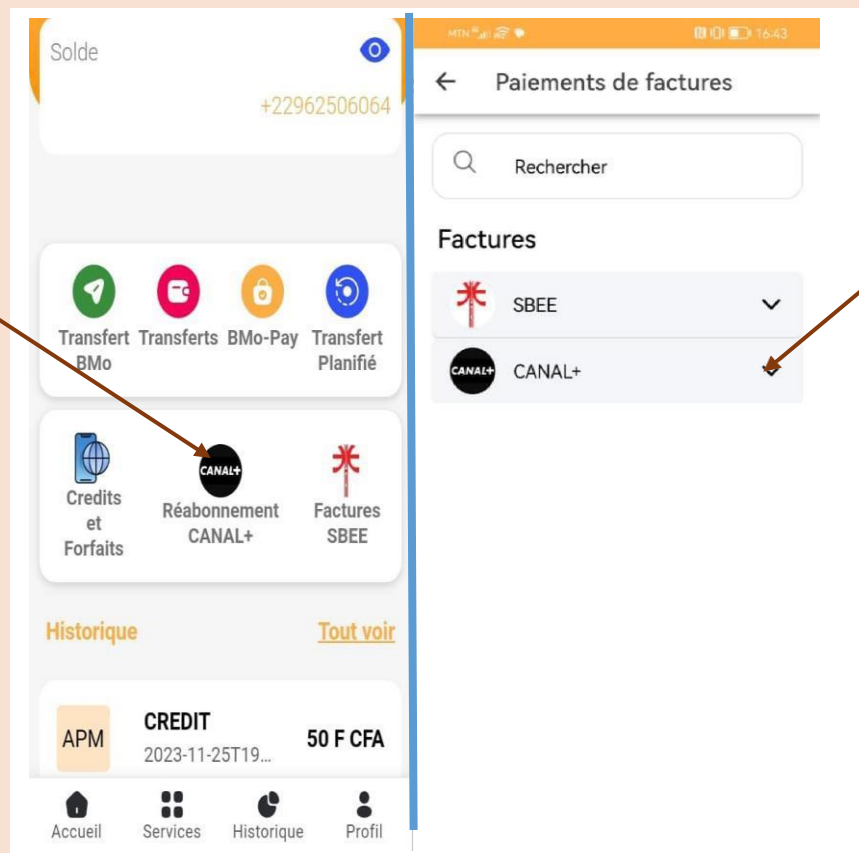 Solde
+22962506064
Transfert Transferts BMo-Pay Transfert
BMo Planifié
CANAL+
Credits
et
Forfaits
Réabonnement
CANAL+
Factures
SBEE
Historique Tout voir
APM
CREDIT
2023-11-25T19...
50 F CFA
Accueil Services Historique Profil
MTN 16:43
Paiements de factures
Rechercher
Factures
SBEE
CANAL+ CANAL+